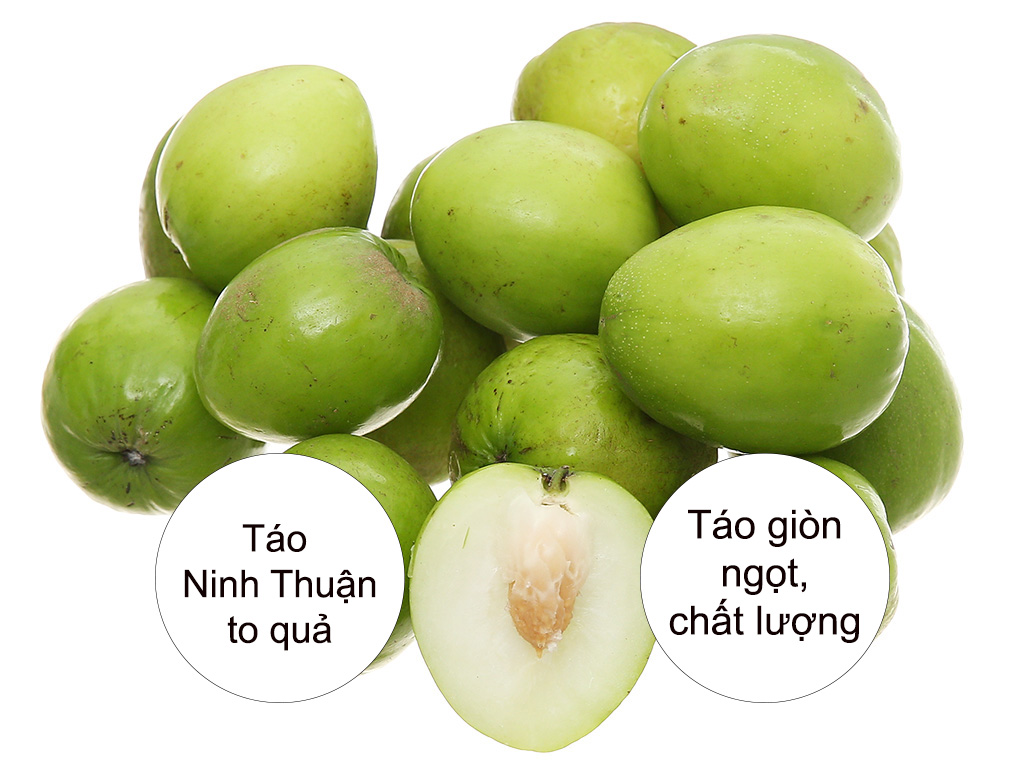 Táo
Ninh Thuận
to quả
Táo giòn
ngọt,
chất lượng